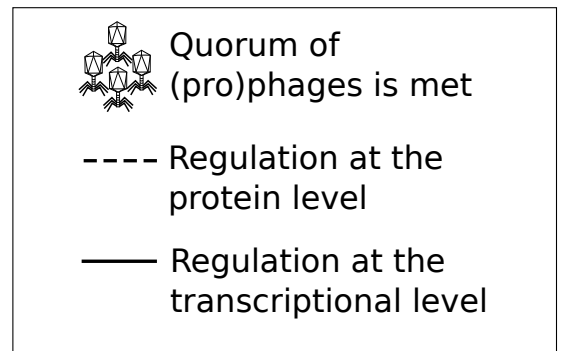 Quorum of
(pro)phages is met
Regulation at the
protein level
Regulation at the
transcriptional level